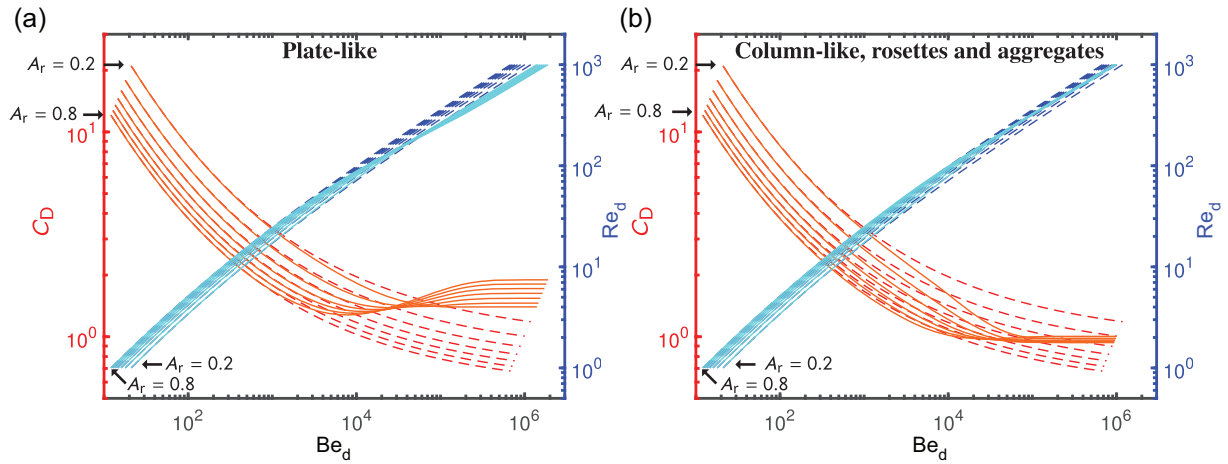 (a)
Plate-like
A_r = 0.2
A_r = 0.8
10^1
10^0
C_D
10^3
10^2
10^1
10^0
Re_d
A_r = 0.2
A_r = 0.8
10^2
10^4
10^6
Be_d
(b)
Column-like, rosettes and aggregates
A_r = 0.2
A_r = 0.8
10^1
10^0
C_D
10^3
10^2
10^1
10^0
Re_d
A_r = 0.2
A_r = 0.8
10^2
10^4
10^6
Be_d